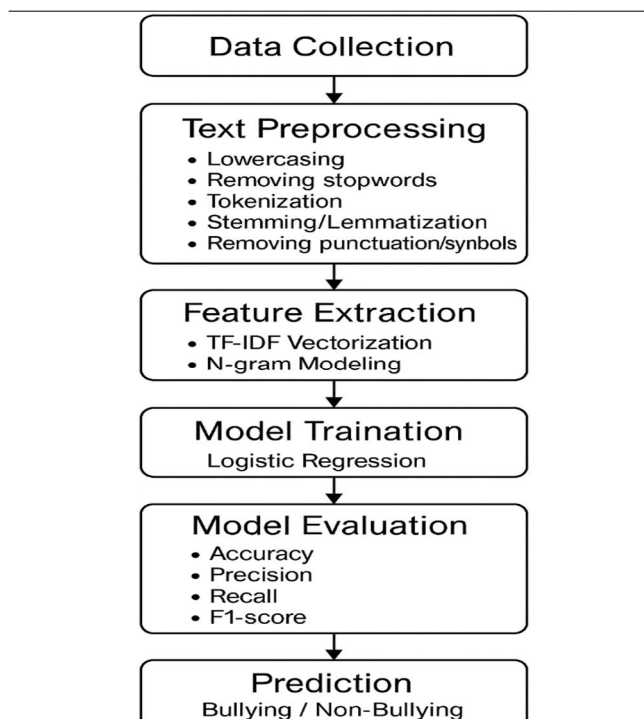 Data Collection
Text Preprocessing
• Lowercasing
• Removing stopwords
• Tokenization
• Stemming/Lemmatization
• Removing punctuation/synbols
Feature Extraction
• TF-IDF Vectorization
• N-gram Modeling
Model Traination
Logistic Regression
Model Evaluation
• Accuracy
• Precision
• Recall
• F1-score
Prediction
Bullying / Non-Bullying